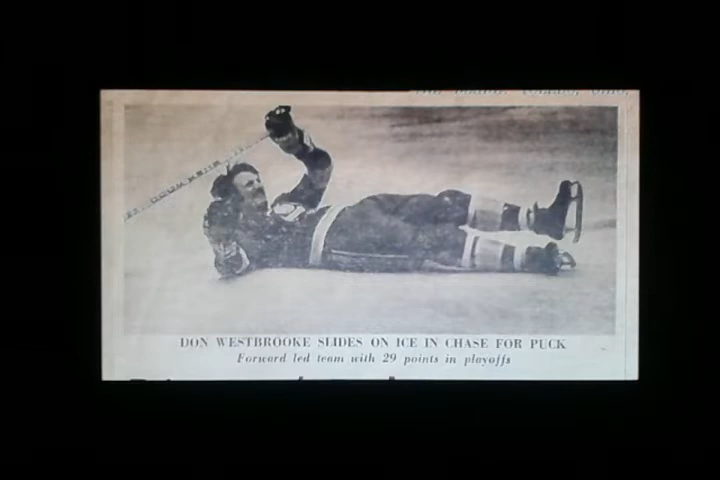 DON WESTBROOKE SLIDES ON ICE IN CHASE FOR PUCK
Forward led team with 29 points in playoffs